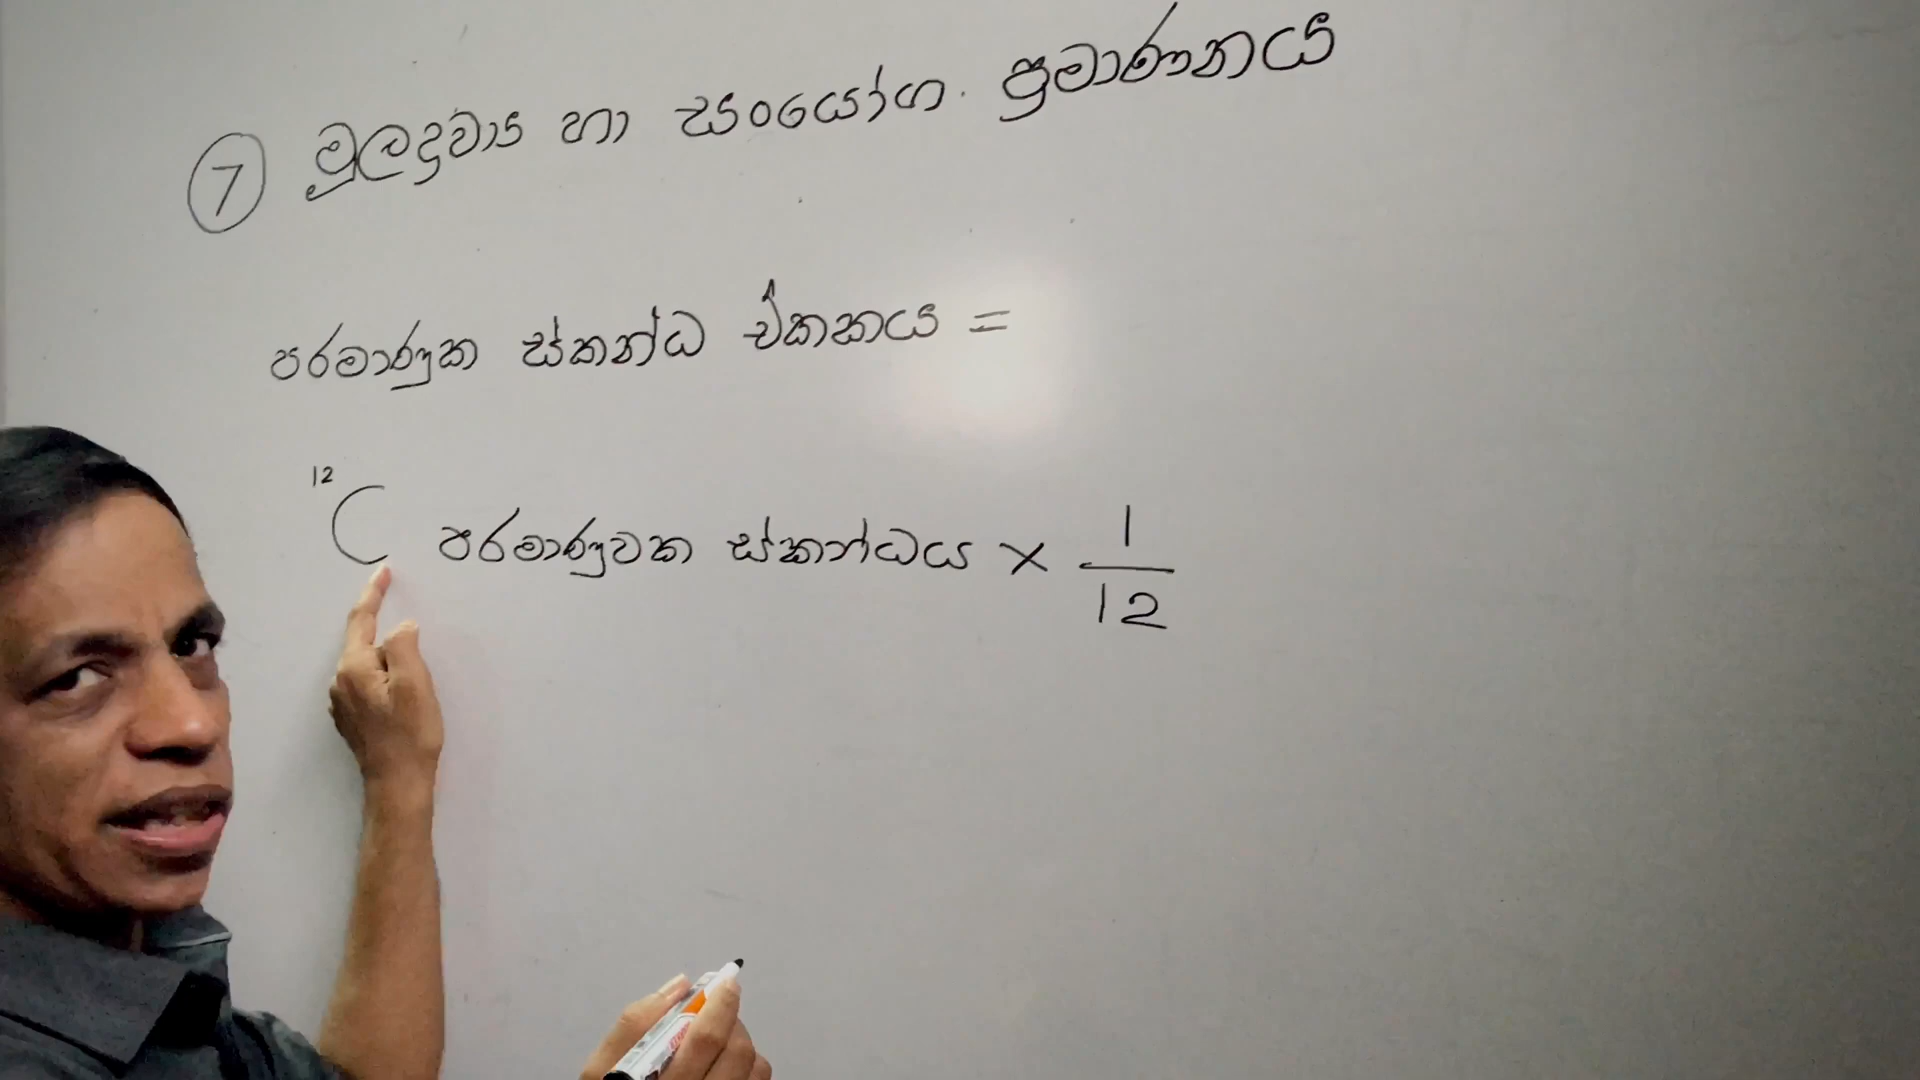 7 මූලද්‍රව්‍ය හා සංයෝග ප්‍රමාණනය
පරමාණුක ස්කන්ධ ඒකකය =
12C පරමාණුවක ස්කන්ධය × 1/12